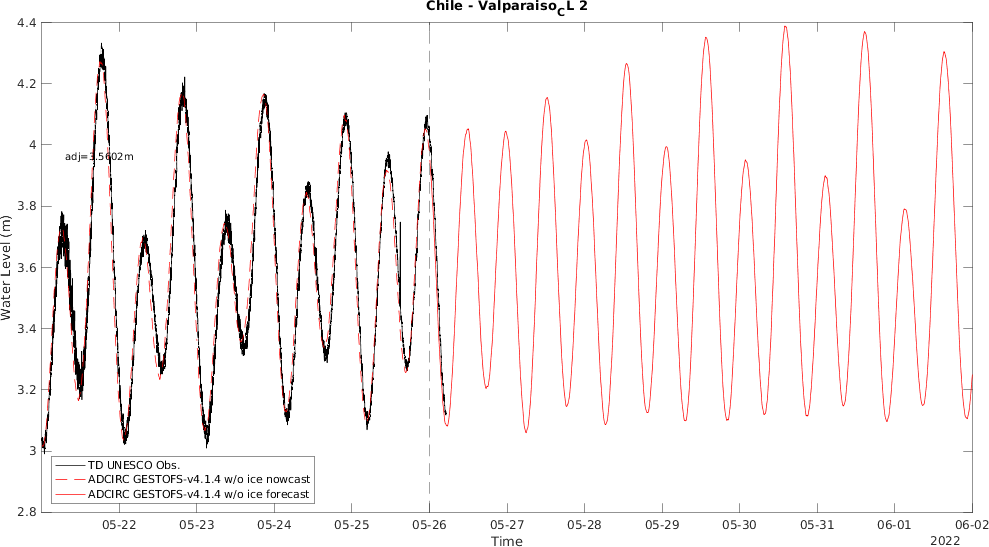 Chile - Valparaiso_CL 2
4.4
4.2
4
3.8
3.6
3.4
3.2
3
2.8
Water Level (m)
adj=3.5602m
TD UNESCO Obs.
ADCIRC GESTOFS-v4.1.4 w/o ice nowcast
ADCIRC GESTOFS-v4.1.4 w/o ice forecast
05-22 05-23 05-24 05-25 05-26 05-27 05-28 05-29 05-30 05-31 06-01 06-02
Time
2022